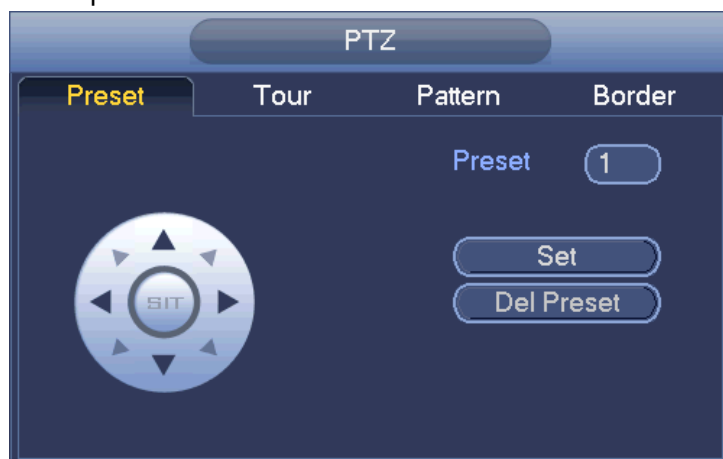 PTZ
Preset Tour Pattern Border
Preset 1
Set
SIT
Del Preset